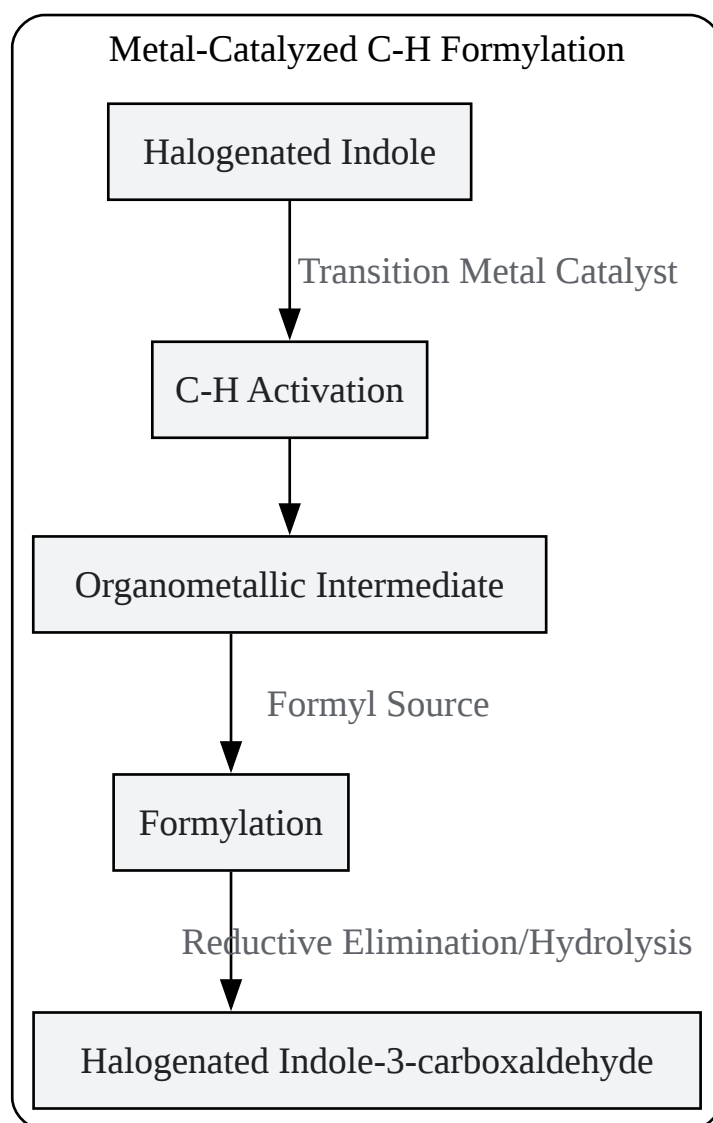 Metal-Catalyzed C-H Formylation
Halogenated Indole
Transition Metal Catalyst
C-H Activation
Organometallic Intermediate
Formyl Source
Formylation
Reductive Elimination/Hydrolysis
Halogenated Indole-3-carboxaldehyde